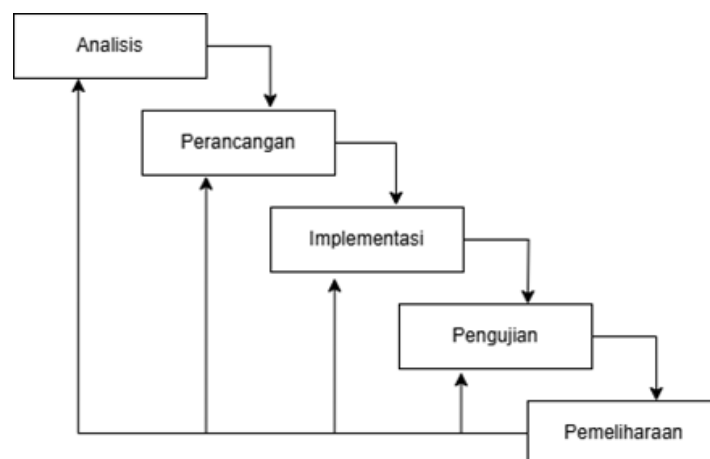 Analisis
Perancangan
Implementasi
Pengujian
Pemeliharaan